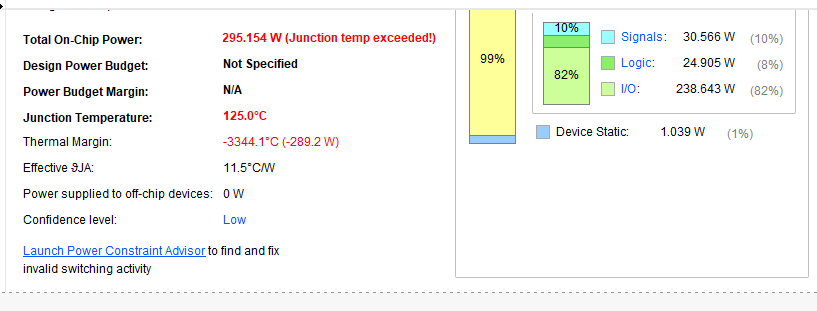 Total On-Chip Power: 295.154 W (Junction temp exceeded!)
Design Power Budget: Not Specified
Power Budget Margin: N/A
Junction Temperature: 125.0°C
Thermal Margin: -3344.1°C (-289.2 W)
Effective ϑJA: 11.5°C/W
Power supplied to off-chip devices: 0 W
Confidence level: Low
Launch Power Constraint Advisor to find and fix
invalid switching activity
99%
10%
82%
Signals: 30.566 W (10%)
Logic: 24.905 W (8%)
I/O: 238.643 W (82%)
Device Static: 1.039 W (1%)